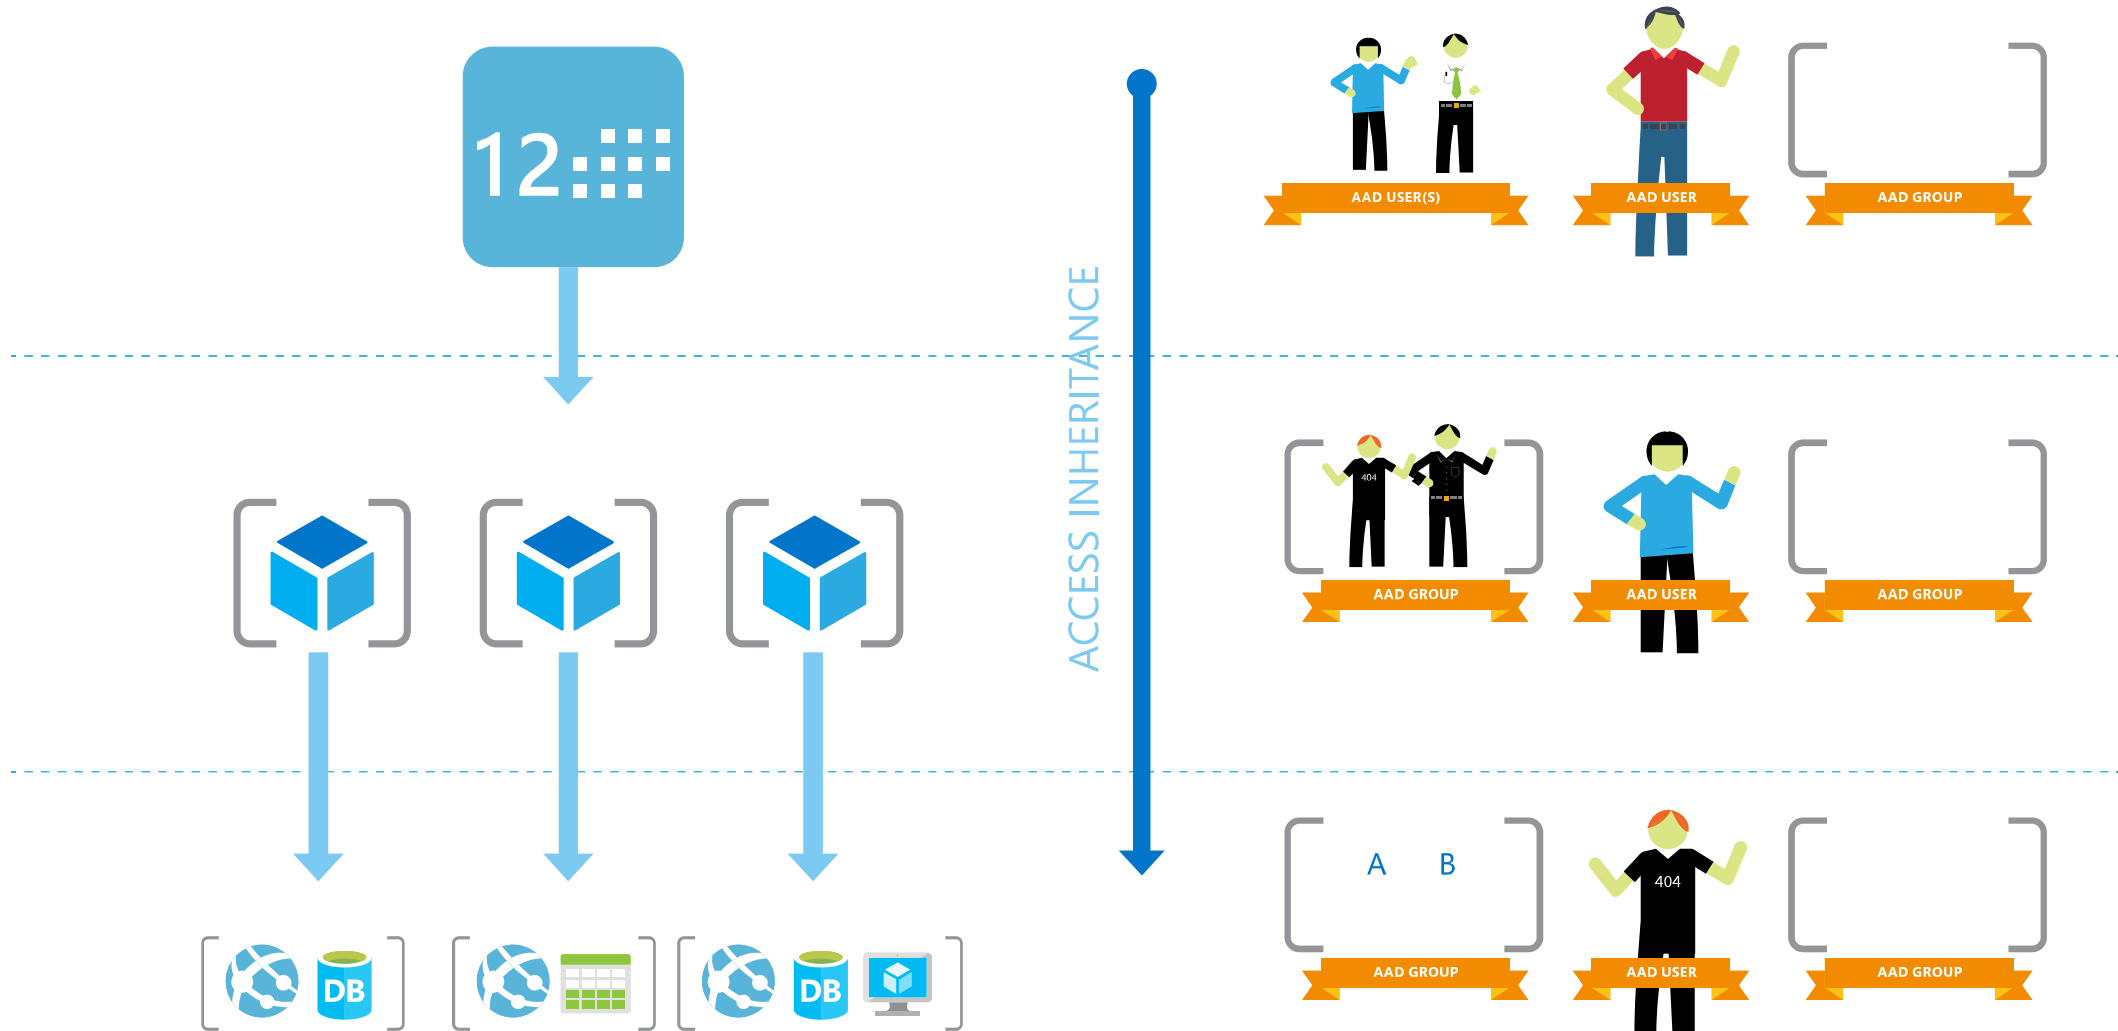 12
AAD USER(S)
AAD USER
AAD GROUP
ACCESS INHERITANCE
404
AAD GROUP
AAD USER
AAD GROUP
A B
404
AAD GROUP
AAD USER
AAD GROUP
DB
DB